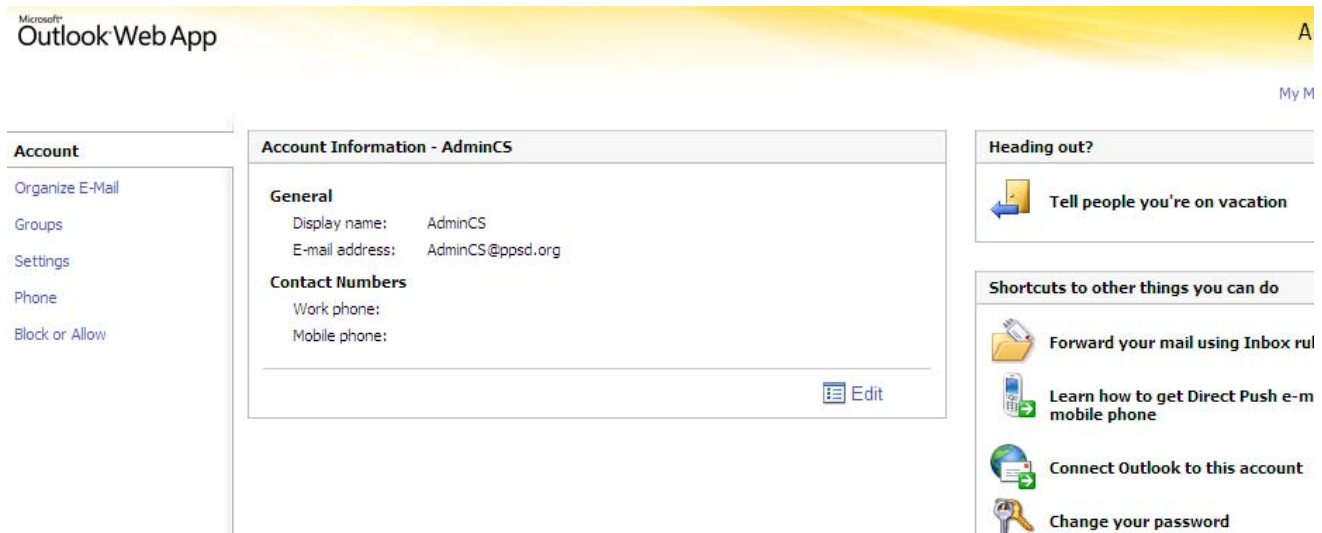 Microsoft®
Outlook Web App
A
My M
Account
Organize E-Mail
Groups
Settings
Phone
Block or Allow
Account Information - AdminCS
General
Display name: AdminCS
E-mail address: AdminCS@ppsd.org
Contact Numbers
Work phone:
Mobile phone:
Edit
Heading out?
Tell people you're on vacation
Shortcuts to other things you can do
Forward your mail using Inbox rul
Learn how to get Direct Push e-m
mobile phone
Connect Outlook to this account
Change your password